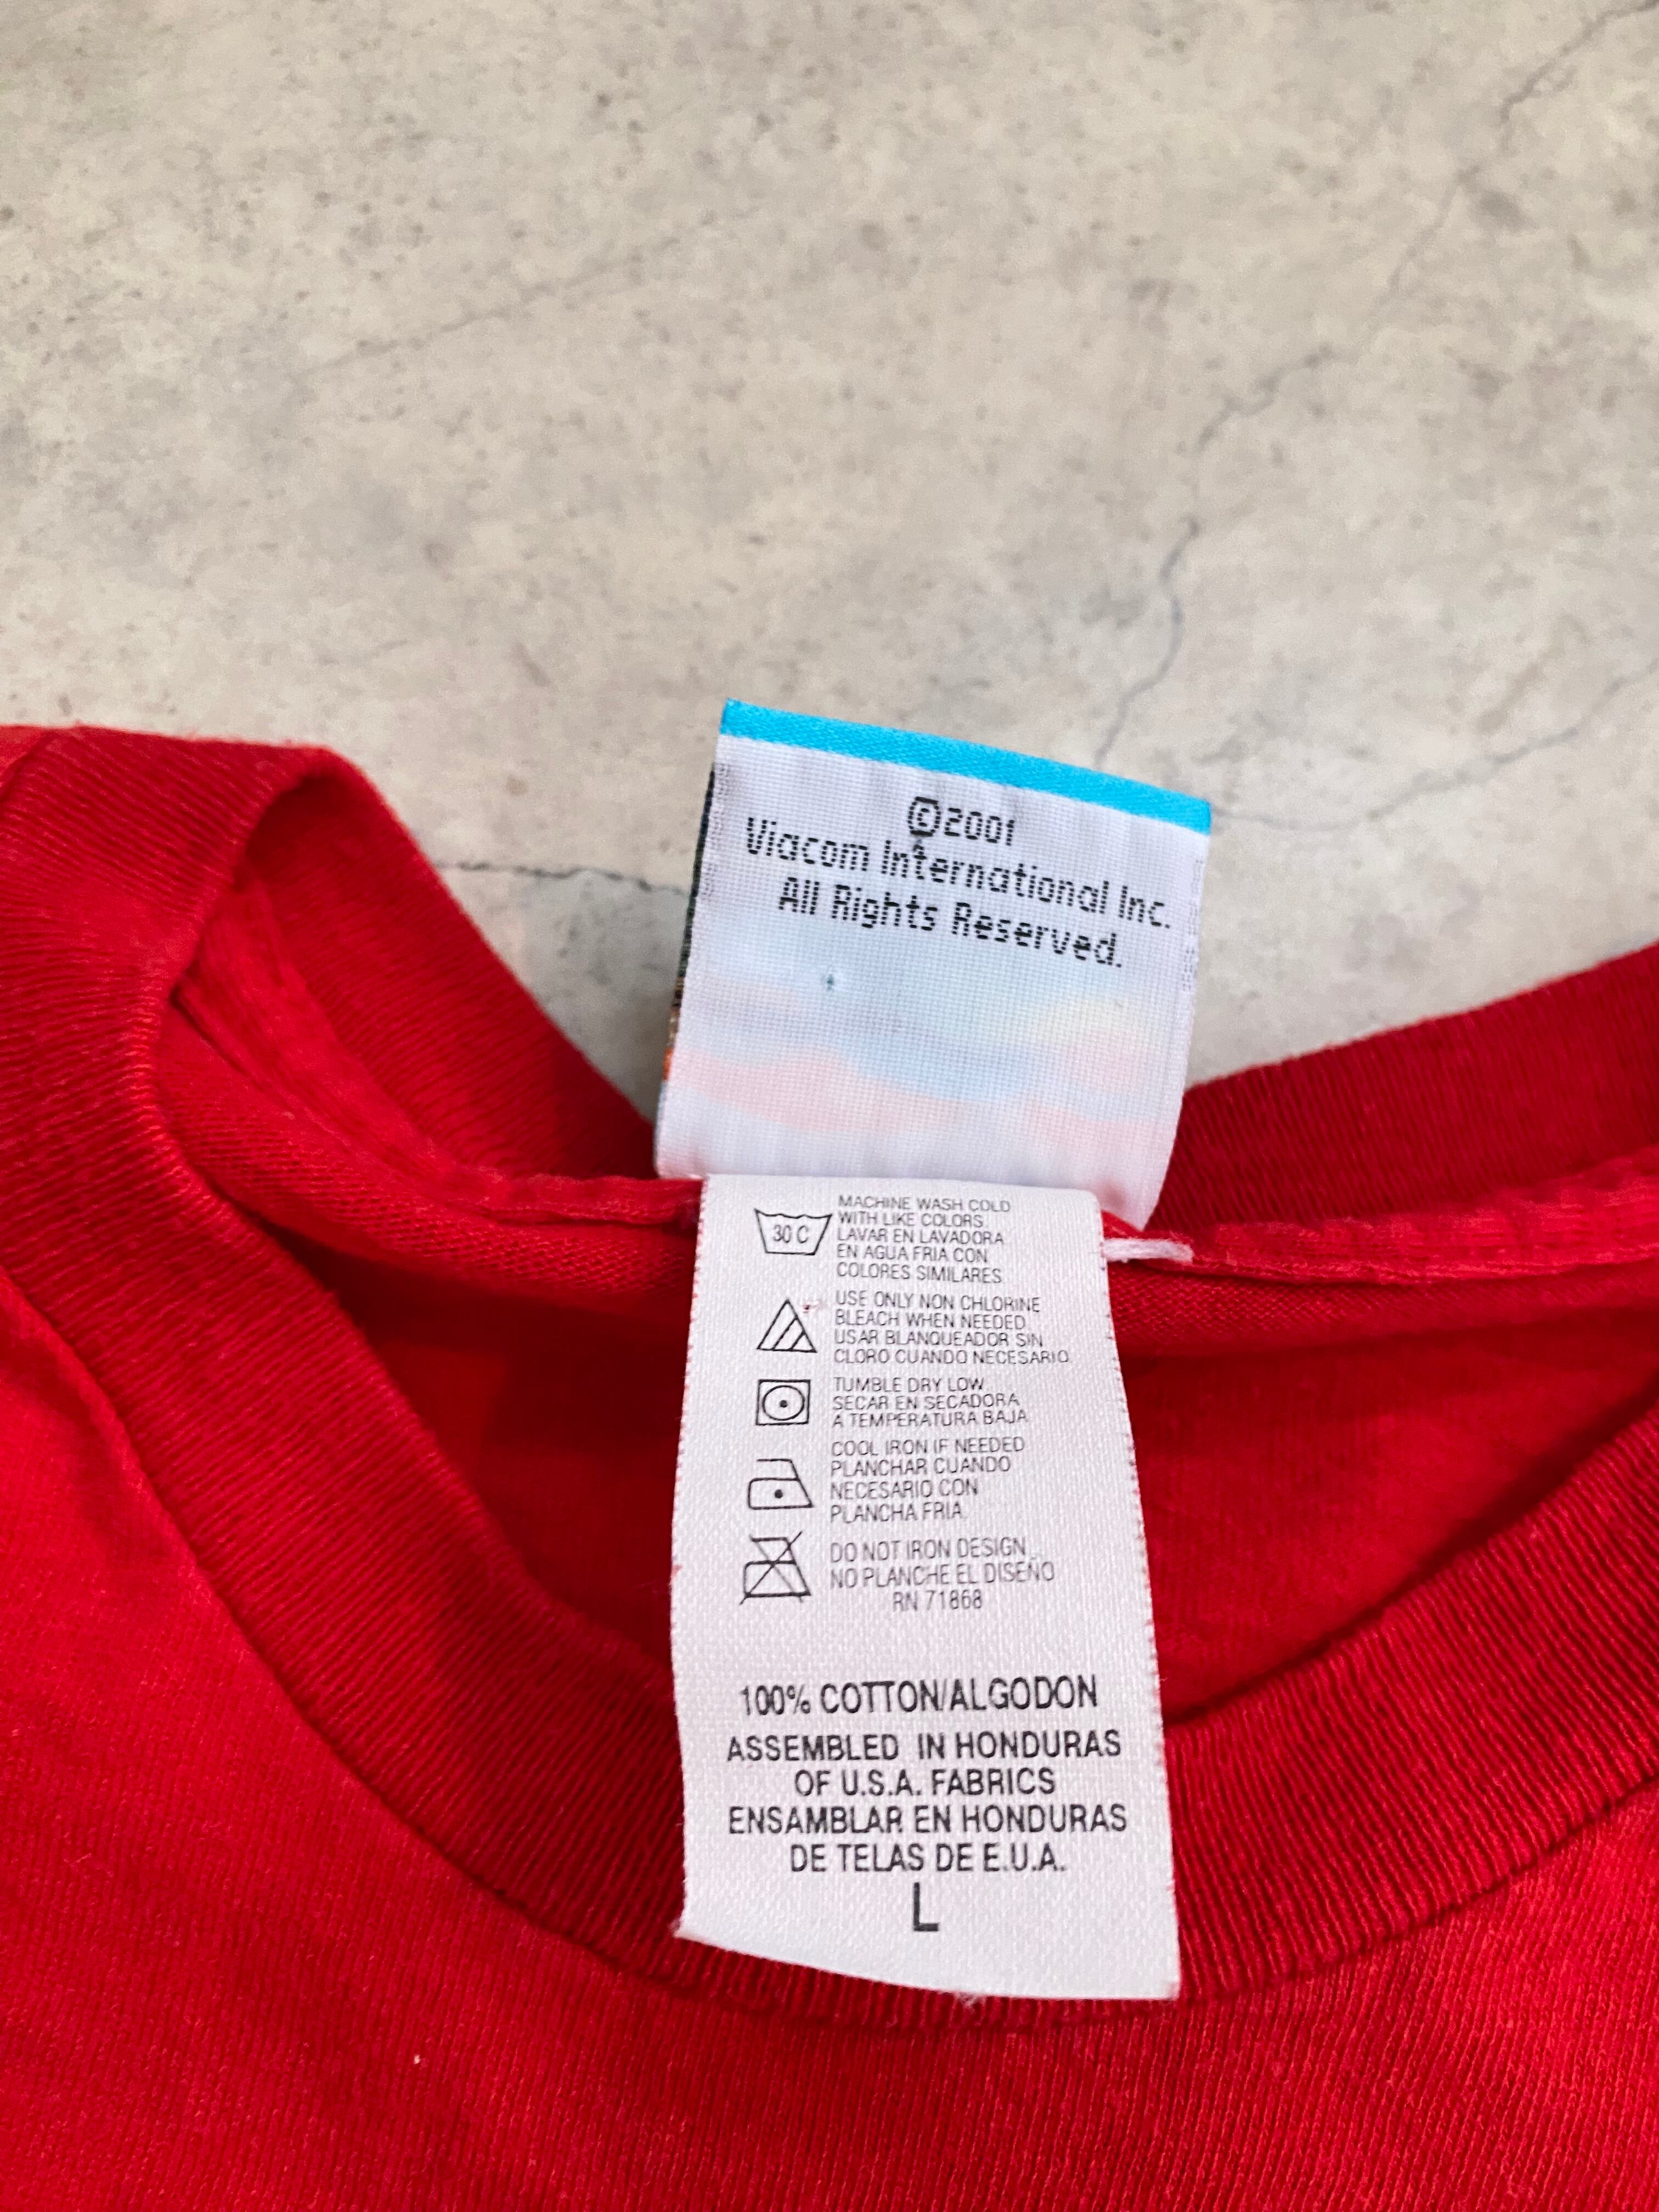 ©2001
Viacom International Inc.
All Rights Reserved.
30 C
MACHINE WASH COLD
WITH LIKE COLORS
LAVAR EN LAVADORA
EN AGUA FRIA CON
COLORES SIMILARES
USE ONLY NON CHLORINE
BLEACH WHEN NEEDED
USAR BLANQUEADOR SIN
CLORO CUANDO NECESARIO
TUMBLE DRY LOW
SECAR EN SECADORA
A TEMPERATURA BAJA
COOL IRON IF NEEDED
PLANCHAR CUANDO
NECESARIO CON
PLANCHA FRIA
DO NOT IRON DESIGN
NO PLANCHE EL DISEÑO
RN 71868
100% COTTON/ALGODON
ASSEMBLED IN HONDURAS
OF U.S.A. FABRICS
ENSAMBLAR EN HONDURAS
DE TELAS DE E.U.A.
L